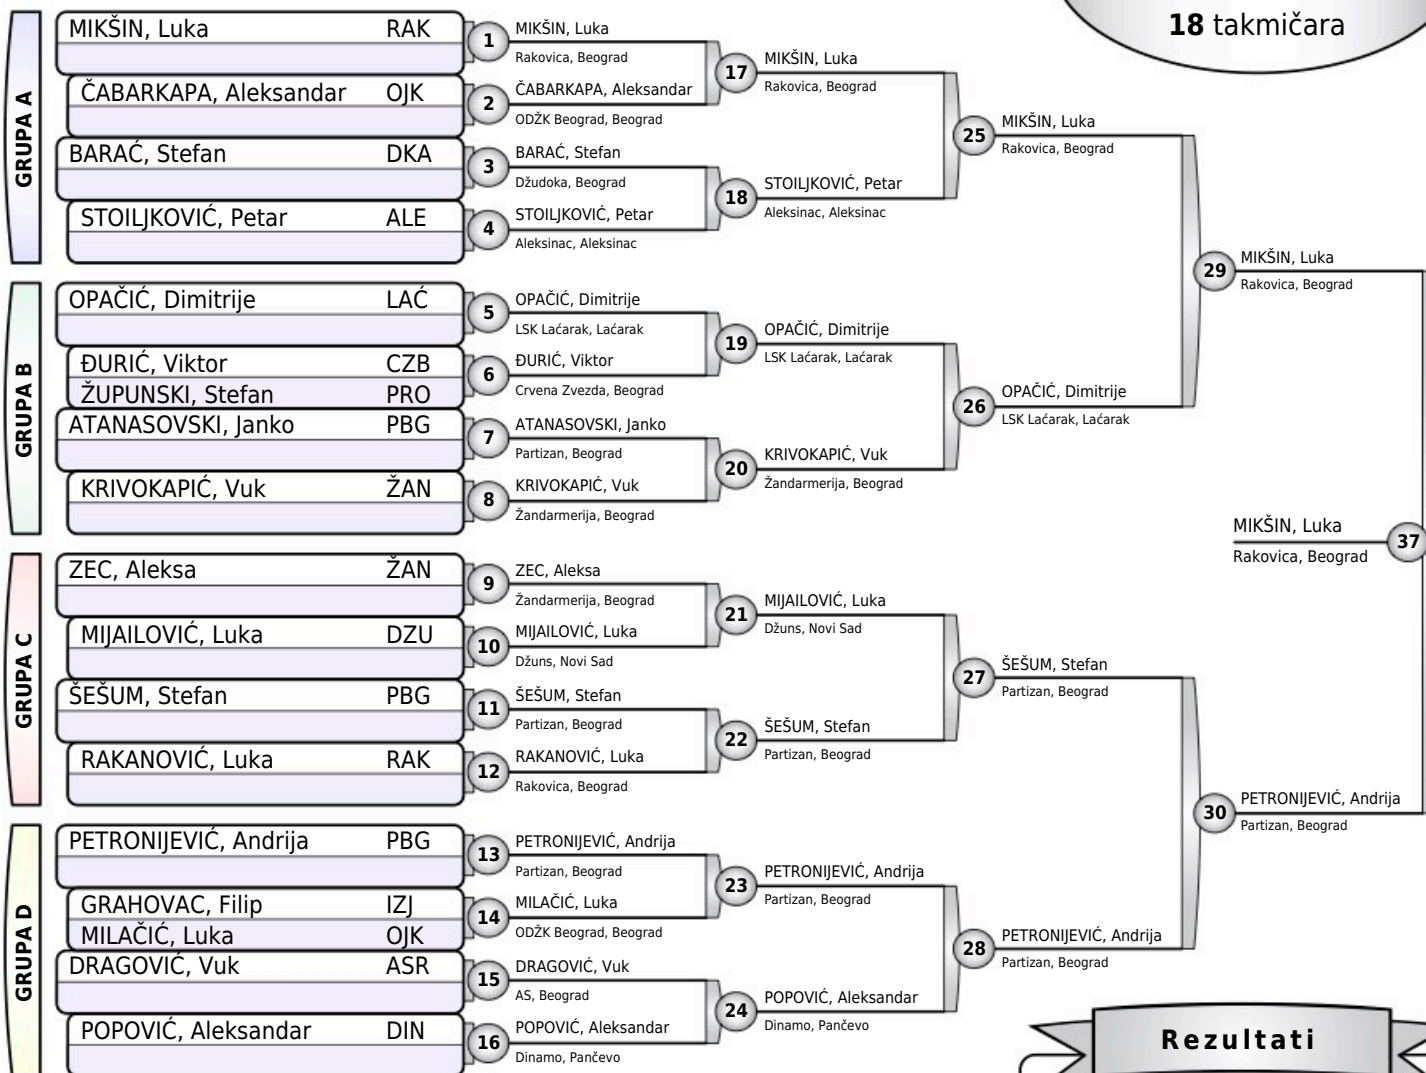 18 takmičara
GRUPA A
MIKŠIN, Luka RAK
ČABARKAPA, Aleksandar OJK
BARAĆ, Stefan DKA
STOILJKOVIĆ, Petar ALE
GRUPA B
OPAČIĆ, Dimitrije LAĆ
ĐURIĆ, Viktor CZB
ŽUPUNSKI, Stefan PRO
ATANASOVSKI, Janko PBG
KRIVOKAPIĆ, Vuk ŽAN
GRUPA C
ZEC, Aleksa ŽAN
MIJAILOVIĆ, Luka DZU
ŠEŠUM, Stefan PBG
RAKANOVIĆ, Luka RAK
GRUPA D
PETRONIJEVIĆ, Andrija PBG
GRAHOVAC, Filip IZJ
MILAČIĆ, Luka OJK
DRAGOVIĆ, Vuk ASR
POPOVIĆ, Aleksandar DIN
1 MIKŠIN, Luka
Rakovica, Beograd
2 ČABARKAPA, Aleksandar
ODŽK Beograd, Beograd
3 BARAĆ, Stefan
Džudoka, Beograd
4 STOILJKOVIĆ, Petar
Aleksinac, Aleksinac
5 OPAČIĆ, Dimitrije
LSK Laćarak, Laćarak
6 ĐURIĆ, Viktor
Crvena Zvezda, Beograd
7 ATANASOVSKI, Janko
Partizan, Beograd
8 KRIVOKAPIĆ, Vuk
Žandarmerija, Beograd
9 ZEC, Aleksa
Žandarmerija, Beograd
10 MIJAILOVIĆ, Luka
Džuns, Novi Sad
11 ŠEŠUM, Stefan
Partizan, Beograd
12 RAKANOVIĆ, Luka
Rakovica, Beograd
13 PETRONIJEVIĆ, Andrija
Partizan, Beograd
14 MILAČIĆ, Luka
ODŽK Beograd, Beograd
15 DRAGOVIĆ, Vuk
AS, Beograd
16 POPOVIĆ, Aleksandar
Dinamo, Pančevo
17 MIKŠIN, Luka
Rakovica, Beograd
18 STOILJKOVIĆ, Petar
Aleksinac, Aleksinac
19 OPAČIĆ, Dimitrije
LSK Laćarak, Laćarak
20 KRIVOKAPIĆ, Vuk
Žandarmerija, Beograd
21 MIJAILOVIĆ, Luka
Džuns, Novi Sad
22 ŠEŠUM, Stefan
Partizan, Beograd
23 PETRONIJEVIĆ, Andrija
Partizan, Beograd
24 POPOVIĆ, Aleksandar
Dinamo, Pančevo
25 MIKŠIN, Luka
Rakovica, Beograd
26 OPAČIĆ, Dimitrije
LSK Laćarak, Laćarak
27 ŠEŠUM, Stefan
Partizan, Beograd
28 PETRONIJEVIĆ, Andrija
Partizan, Beograd
29 MIKŠIN, Luka
Rakovica, Beograd
30 PETRONIJEVIĆ, Andrija
Partizan, Beograd
MIKŠIN, Luka 37
Rakovica, Beograd
Rezultati